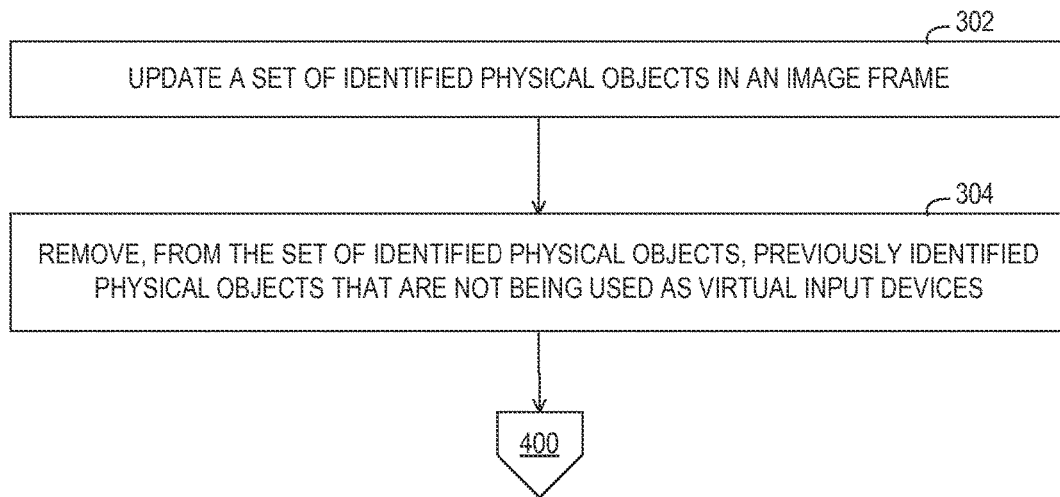 302
UPDATE A SET OF IDENTIFIED PHYSICAL OBJECTS IN AN IMAGE FRAME
304
REMOVE, FROM THE SET OF IDENTIFIED PHYSICAL OBJECTS, PREVIOUSLY IDENTIFIED
PHYSICAL OBJECTS THAT ARE NOT BEING USED AS VIRTUAL INPUT DEVICES
400